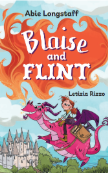 Abie Longstaff
Blaise
and
FLINT
Letizia Rizzo